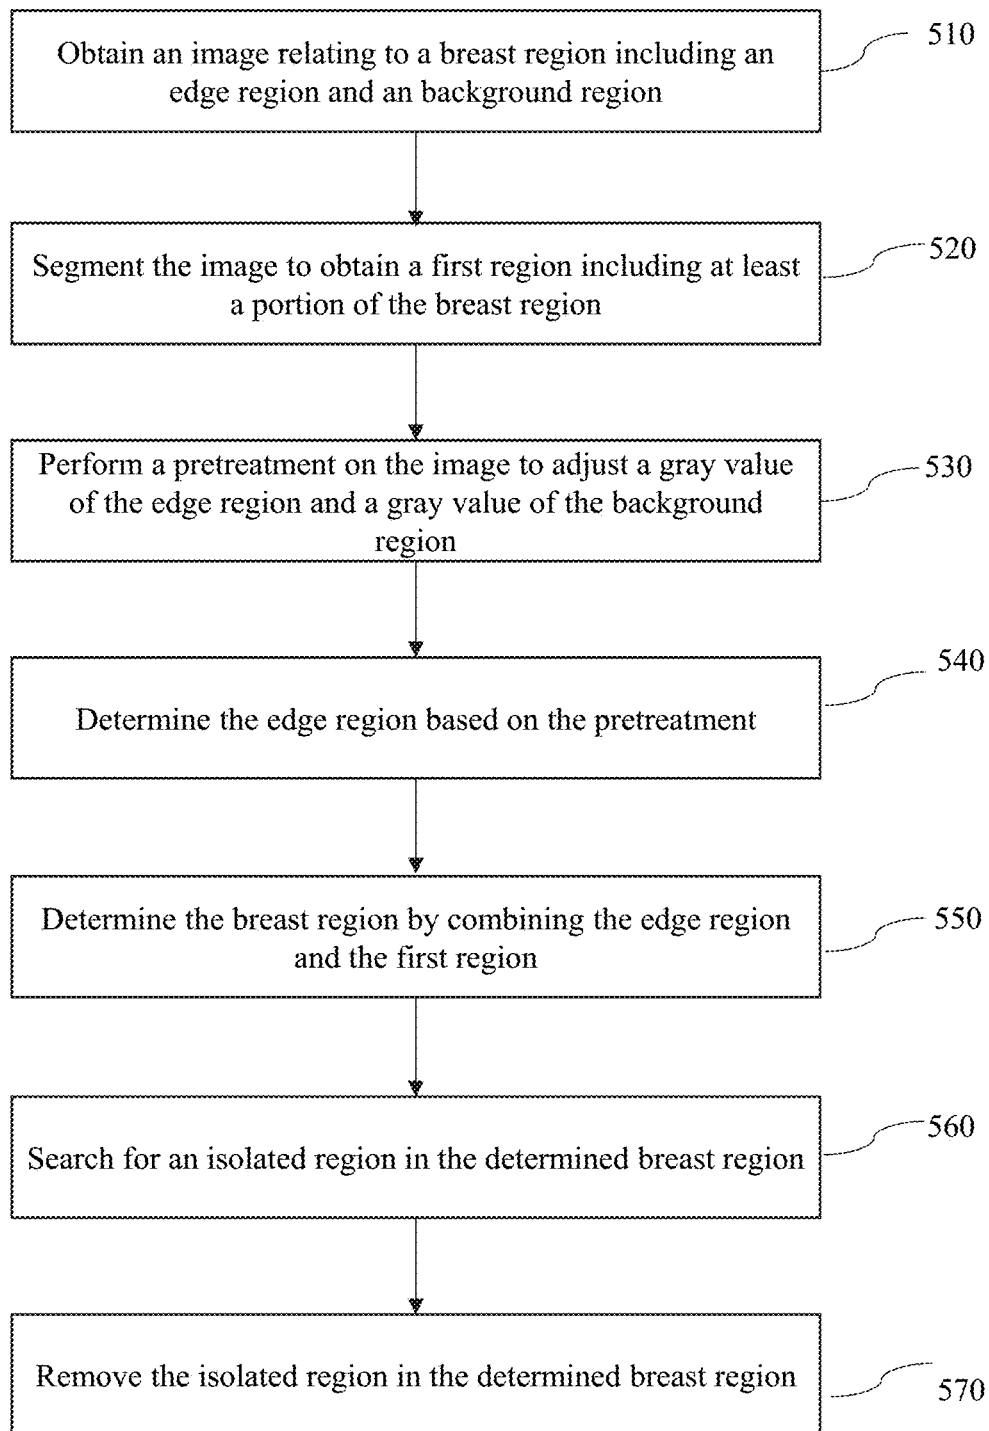 Obtain an image relating to a breast region including an
edge region and an background region
510
Segment the image to obtain a first region including at least
a portion of the breast region
520
Perform a pretreatment on the image to adjust a gray value
of the edge region and a gray value of the background
region
530
Determine the edge region based on the pretreatment
540
Determine the breast region by combining the edge region
and the first region
550
Search for an isolated region in the determined breast region
560
Remove the isolated region in the determined breast region
570